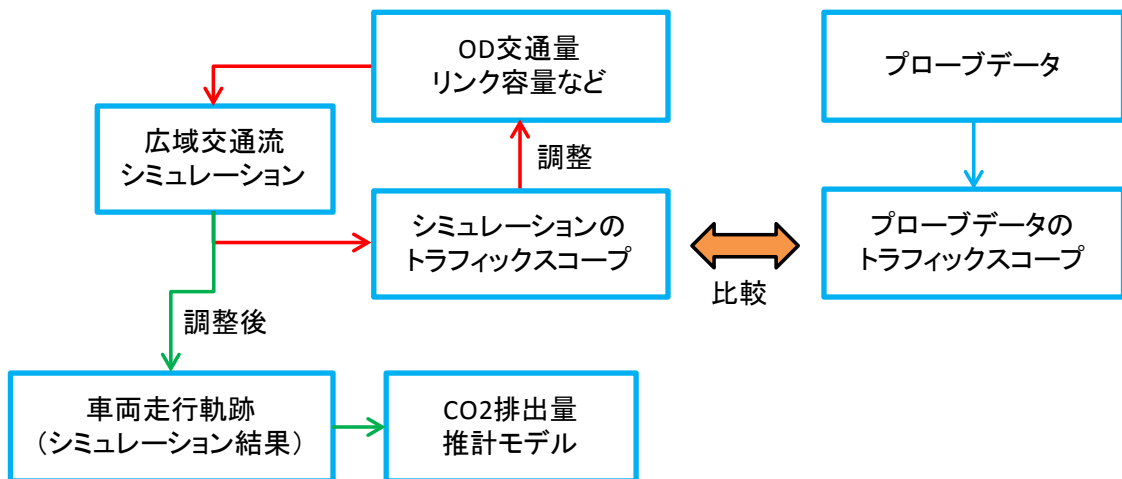 OD交通量
リンク容量など
プローブデータ
広域交通流
シミュレーション
調整
シミュレーションの
トラフィックスコープ
プローブデータの
トラフィックスコープ
比較
調整後
車両走行軌跡
（シミュレーション結果）
CO2排出量
推計モデル